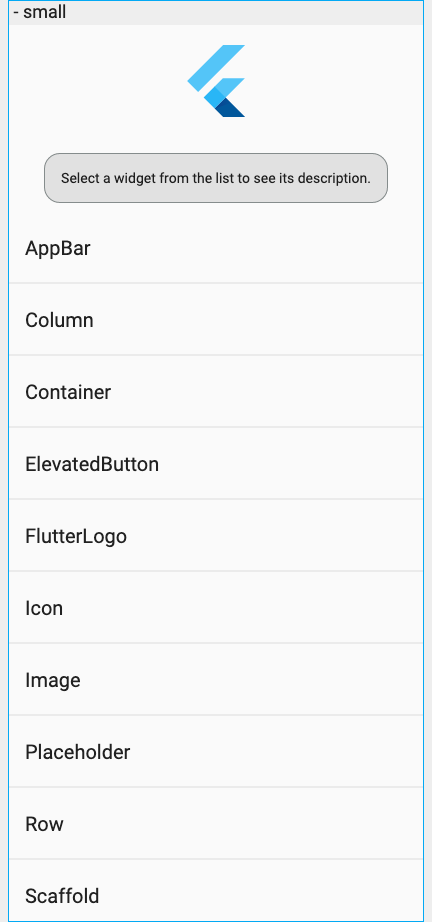 - small
Select a widget from the list to see its description.
AppBar
Column
Container
ElevatedButton
FlutterLogo
Icon
Image
Placeholder
Row
Scaffold